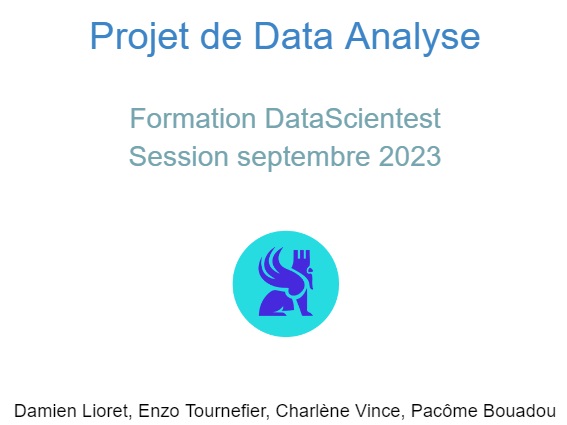 Projet de Data Analyse
Formation DataScientest
Session septembre 2023
Damien Lioret, Enzo Tournefier, Charlène Vince, Pacôme Bouadou